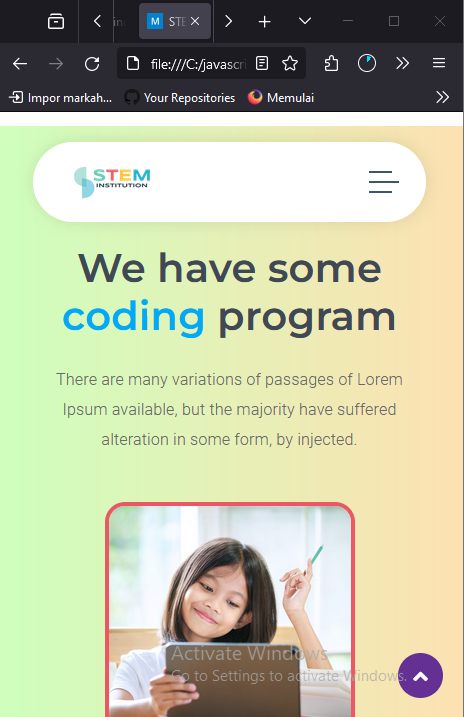 M STE
file:///C:/javascri
Impor markah...
Your Repositories
Memulai
STEM
INSTITUTION
We have some
coding program
There are many variations of passages of Lorem
Ipsum available, but the majority have suffered
alteration in some form, by injected.
Activate Windows
Go to Settings to activate Windows.